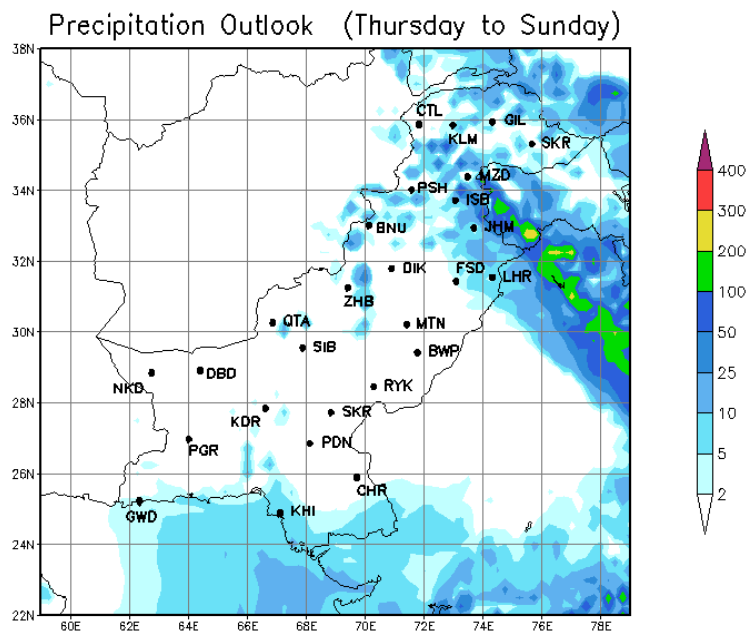 Precipitation Outlook (Thursday to Sunday)
38N
36N
34N
32N
30N
28N
26N
24N
22N
60E
62E
64E
66E
68E
70E
72E
74E
76E
78E
CTL
KLM
GIL
SKR
PSH
MZD
ISB
BNU
JHM
DIK
FSD
LHR
ZHB
QTA
MTN
SIB
BWP
NKD
DBD
RYK
KDR
SKR
PGR
PDN
CHR
GWD
KHI
400
300
200
100
50
25
10
5
2